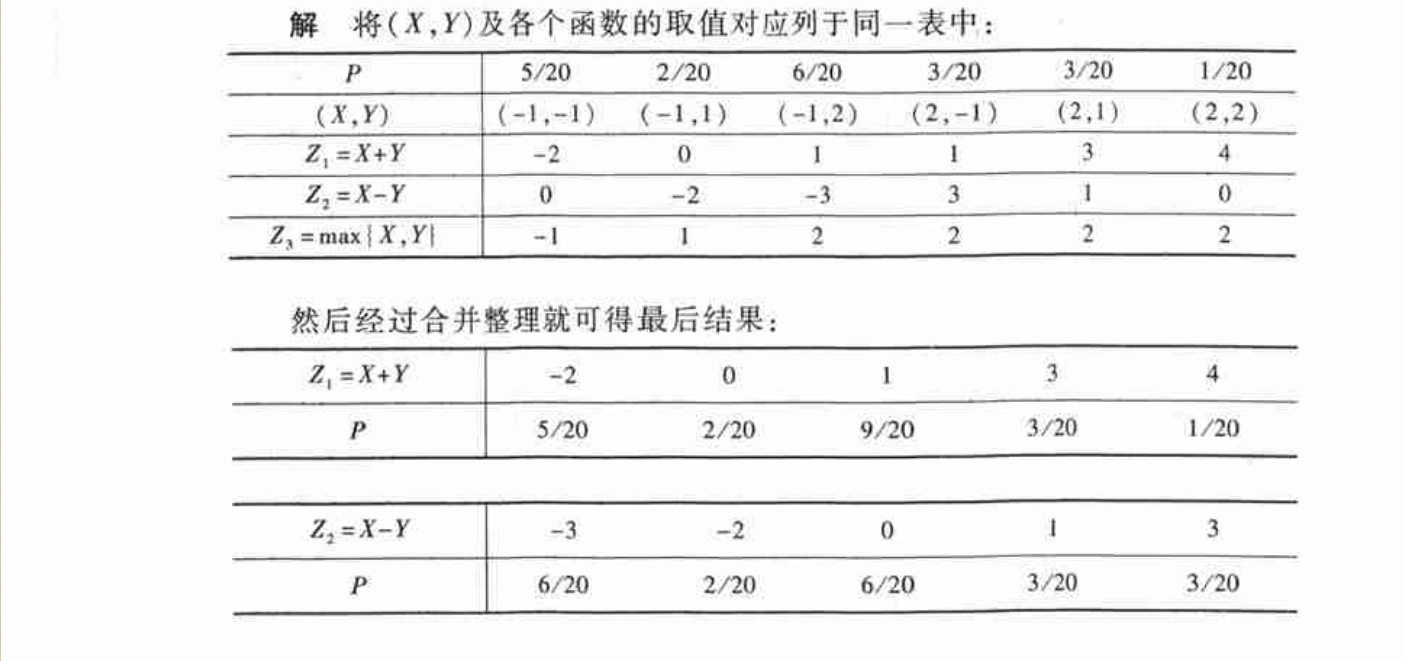 解 将(X,Y)及各个函数的取值对应列于同一表中:
P 5/20 2/20 6/20 3/20 3/20 1/20
(X,Y) (-1,-1) (-1,1) (-1,2) (2,-1) (2,1) (2,2)
Z₁=X+Y -2 0 1 1 3 4
Z₂=X-Y 0 -2 -3 3 1 0
Z₃=max{X,Y} -1 1 2 2 2 2
然后经过合并整理就可得最后结果:
Z₁=X+Y -2 0 1 3 4
P 5/20 2/20 9/20 3/20 1/20
Z₂=X-Y -3 -2 0 1 3
P 6/20 2/20 6/20 3/20 3/20